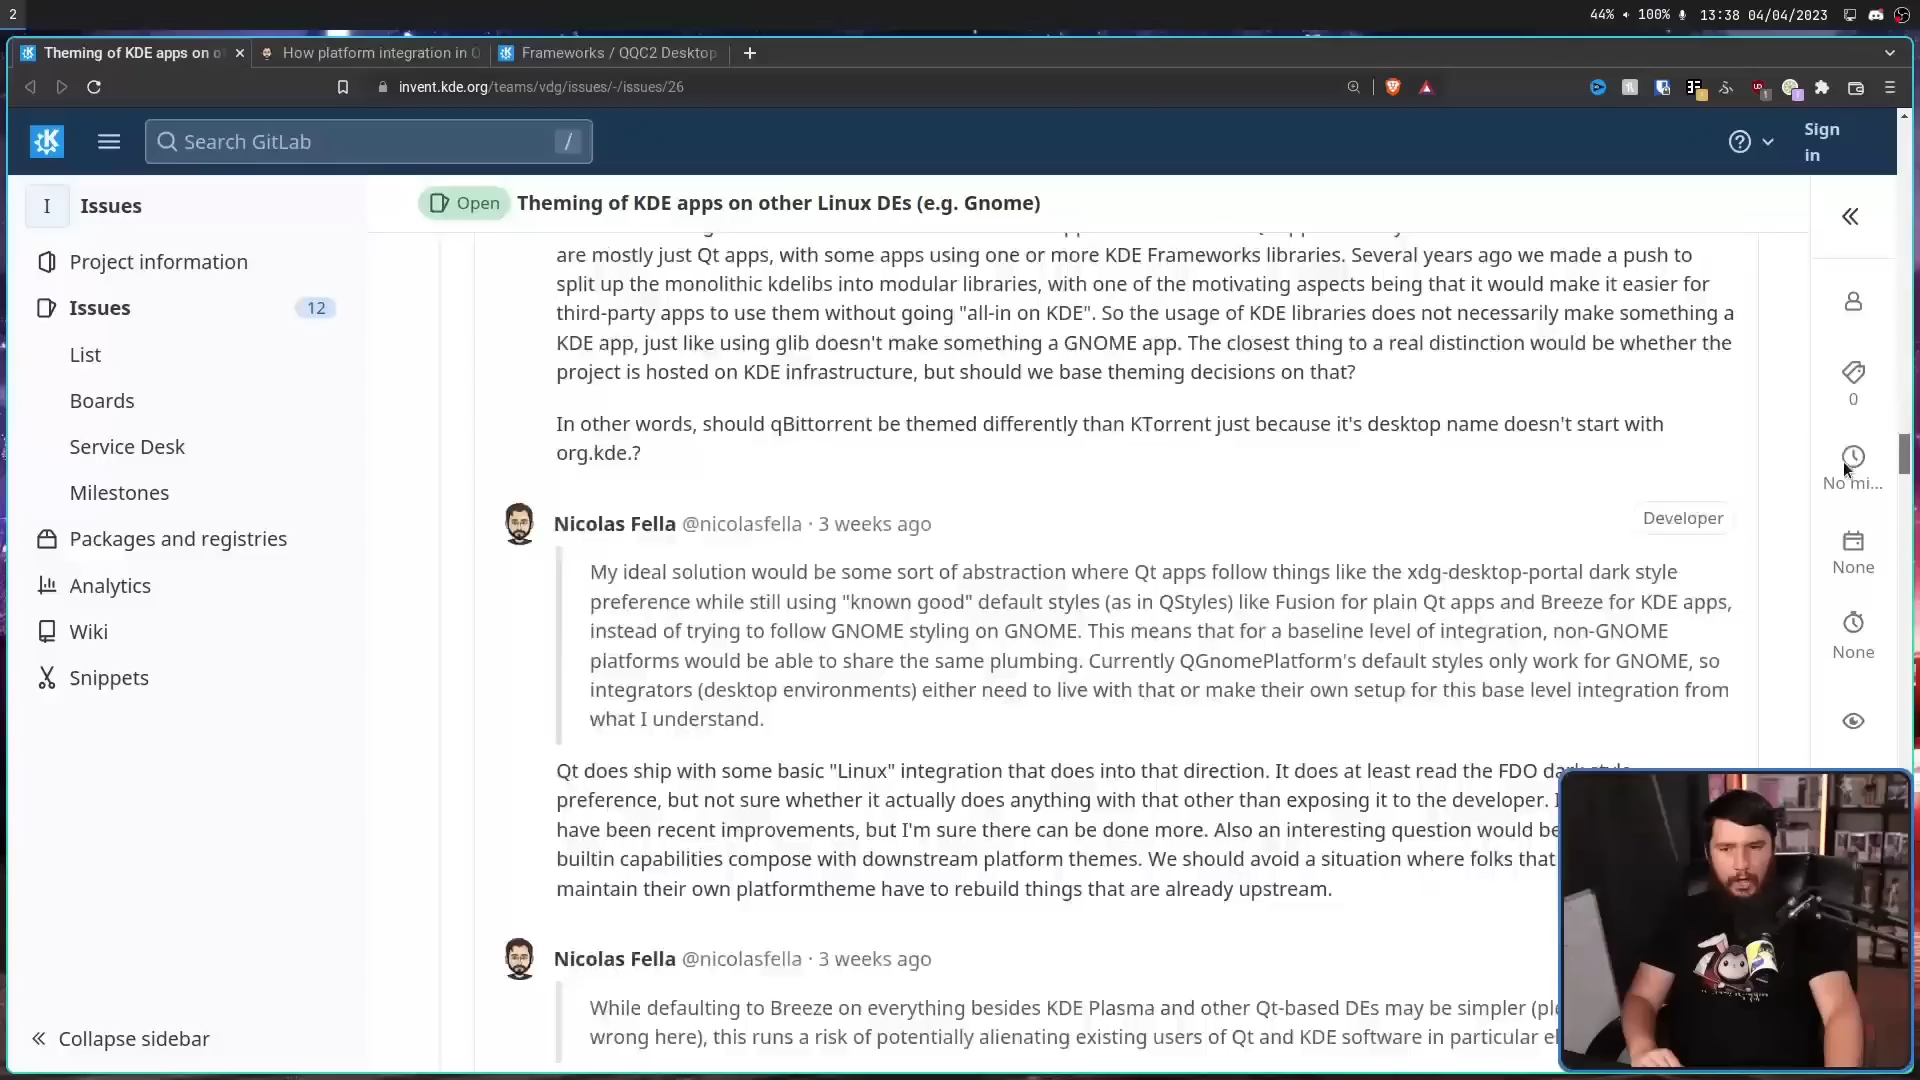 2
44%
100%
13:38 04/04/2023
Theming of KDE apps on o
How platform integration in Q
Frameworks / QQC2 Desktop
invent.kde.org/teams/vdg/issues/-/issues/26
Search GitLab
/
Sign
in
I
Issues
Open
Theming of KDE apps on other Linux DEs (e.g. Gnome)
Project information
Issues
12
List
Boards
Service Desk
Milestones
Packages and registries
Analytics
Wiki
Snippets
Collapse sidebar
are mostly just Qt apps, with some apps using one or more KDE Frameworks libraries. Several years ago we made a push to
split up the monolithic kdelibs into modular libraries, with one of the motivating aspects being that it would make it easier for
third-party apps to use them without going "all-in on KDE". So the usage of KDE libraries does not necessarily make something a
KDE app, just like using glib doesn't make something a GNOME app. The closest thing to a real distinction would be whether the
project is hosted on KDE infrastructure, but should we base theming decisions on that?
In other words, should qBittorrent be themed differently than KTorrent just because it's desktop name doesn't start with
org.kde.?
Nicolas Fella @nicolasfella · 3 weeks ago
Developer
My ideal solution would be some sort of abstraction where Qt apps follow things like the xdg-desktop-portal dark style
preference while still using "known good" default styles (as in QStyles) like Fusion for plain Qt apps and Breeze for KDE apps,
instead of trying to follow GNOME styling on GNOME. This means that for a baseline level of integration, non-GNOME
platforms would be able to share the same plumbing. Currently QGnomePlatform's default styles only work for GNOME, so
integrators (desktop environments) either need to live with that or make their own setup for this base level integration from
what I understand.
Qt does ship with some basic "Linux" integration that does into that direction. It does at least read the FDO dark style
preference, but not sure whether it actually does anything with that other than exposing it to the developer.
have been recent improvements, but I'm sure there can be done more. Also an interesting question would be
builtin capabilities compose with downstream platform themes. We should avoid a situation where folks that
maintain their own platformtheme have to rebuild things that are already upstream.
Nicolas Fella @nicolasfella · 3 weeks ago
While defaulting to Breeze on everything besides KDE Plasma and other Qt-based DEs may be simpler
wrong here), this runs a risk of potentially alienating existing users of Qt and KDE software in particular
0
No mi...
None
None